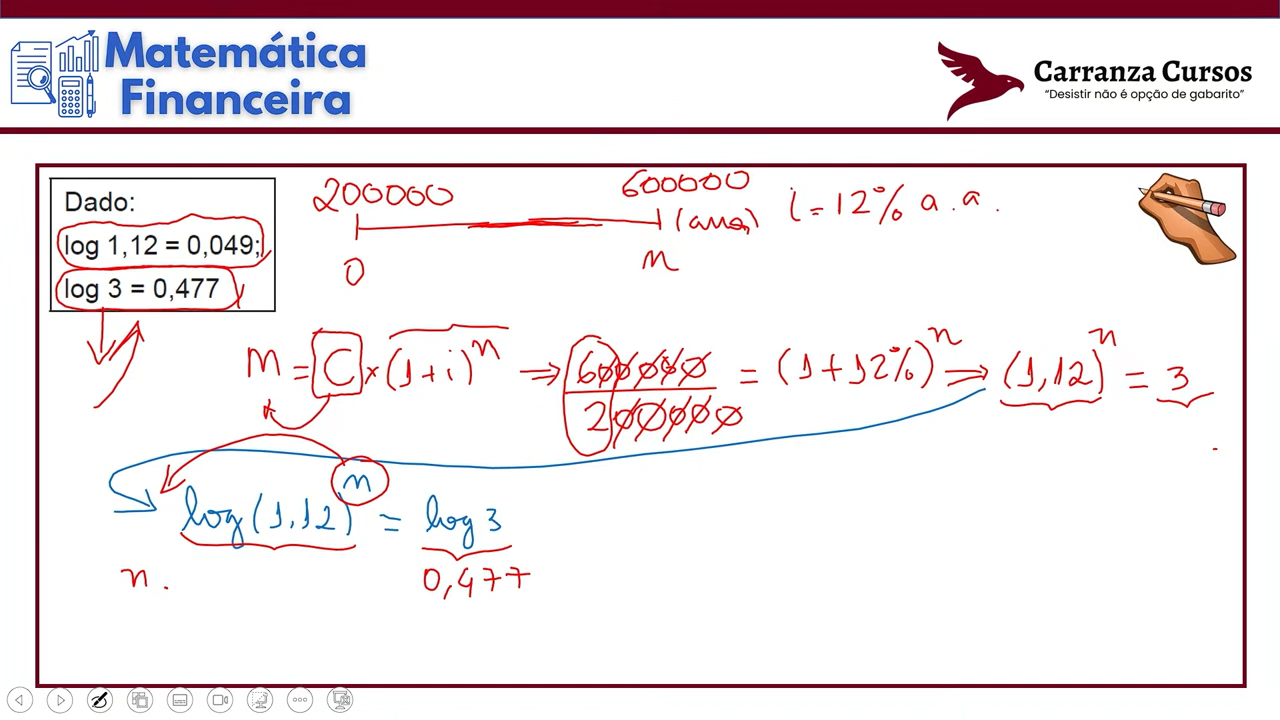 Matemática
Financeira
Carranza Cursos
“Desistir não é opção de gabarito”
Dado:
log 1,12 = 0,049;
log 3 = 0,477
200000 600000 (anos) i = 12% a.a.
0 n
M = C × (1 + i)^n ⇒ 600000/200000 = (1 + 12%)^n ⇒ (1,12)^n = 3
log (1,12)^n = log 3
n . 0,477